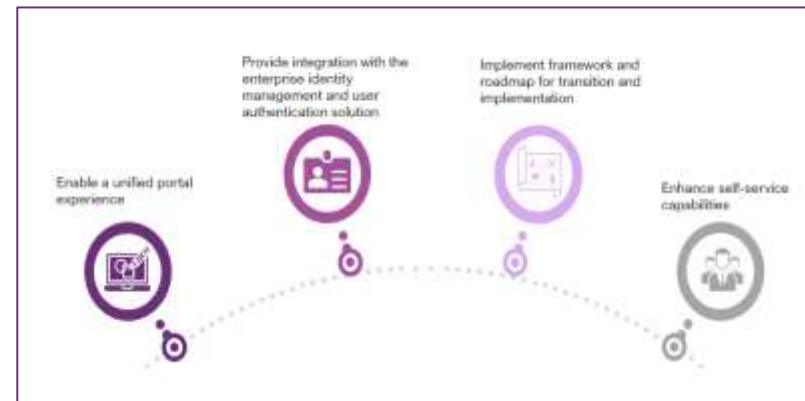 Enable a unified portal
experience
Provide integration with the
enterprise identity
management and user
authentication solution
Implement framework and
roadmap for transition and
implementation
Enhance self-service
capabilities